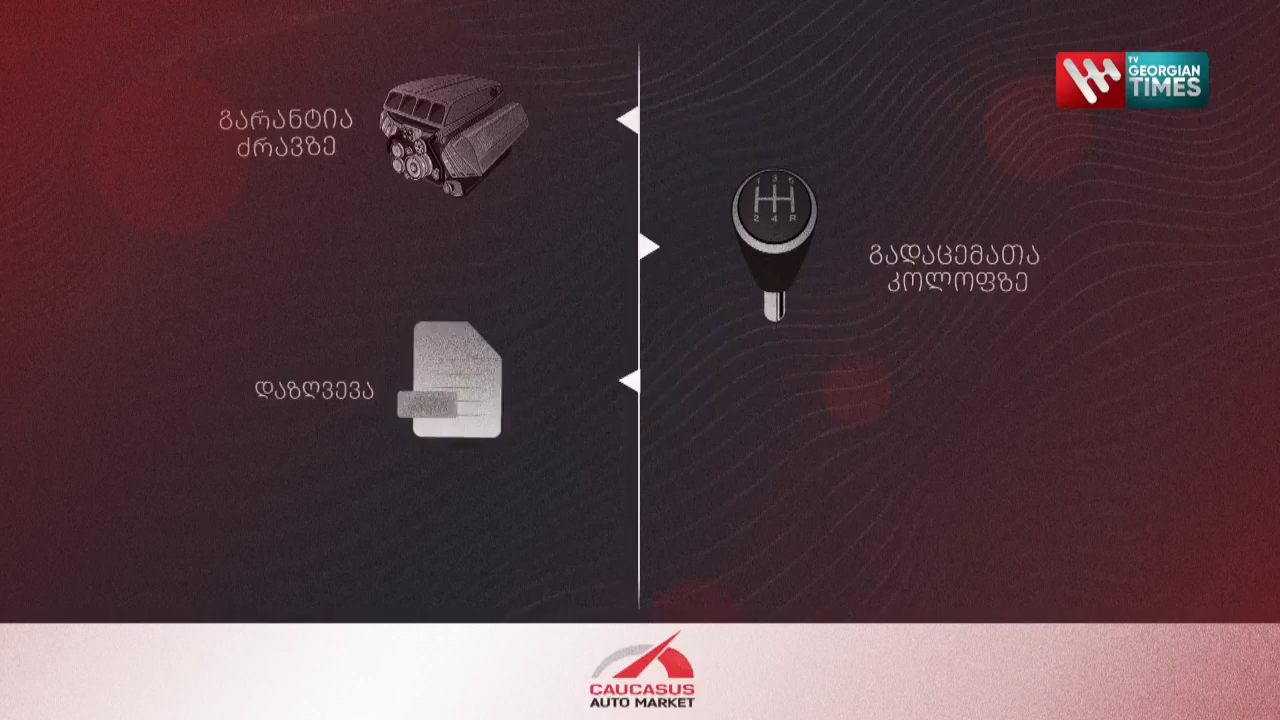 TV
GEORGIAN
TIMES
გარანტია
ძრავზე
1 3 5
2 4 R
გადაცემათა
კოლოფზე
დაზღვევა
CAUCASUS
AUTO MARKET